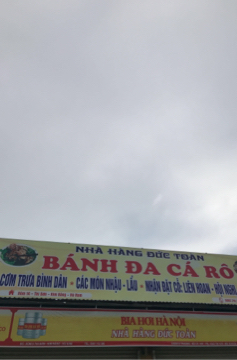 NHÀ HÀNG ĐỨC TOÀN
BÁNH ĐA CÁ RÔ
CƠM TRƯA BÌNH DÂN - CÁC MÓN NHẬU - LẨU - NHẬN ĐẶT CỖ: LIÊN HOAN - HỘI NGHỊ
BIA HƠI HÀ NỘI
NHÀ HÀNG ĐỨC TOÀN